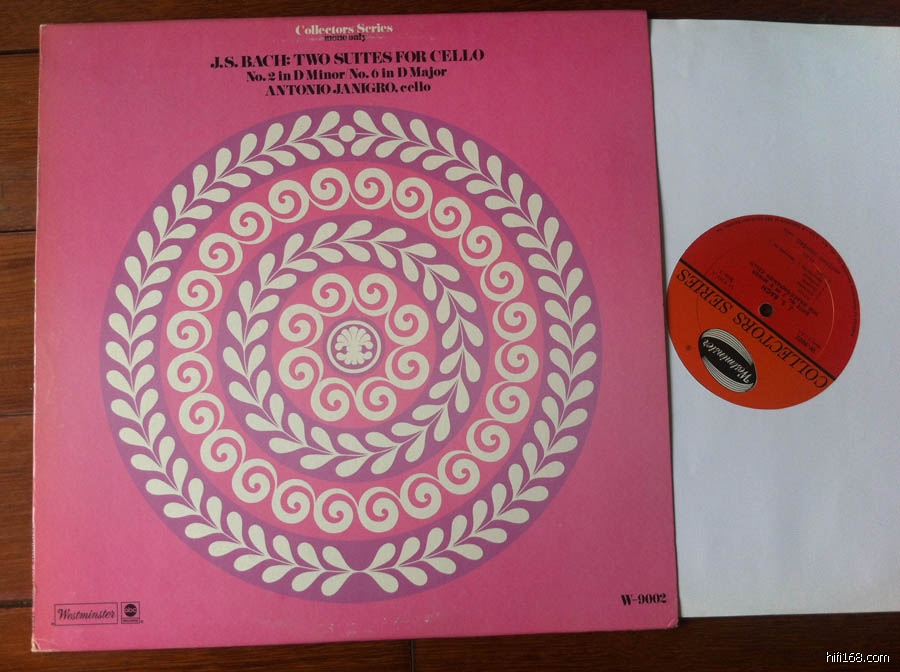 Collectors Series
mono only
J.S. BACH: TWO SUITES FOR CELLO
No. 2 in D Minor/No. 6 in D Major
ANTONIO JANIGRO, cello
Westminster
abc
W-9002
COLLECTORS SERIES
Westminster
J. S. BACH
hifi168.com